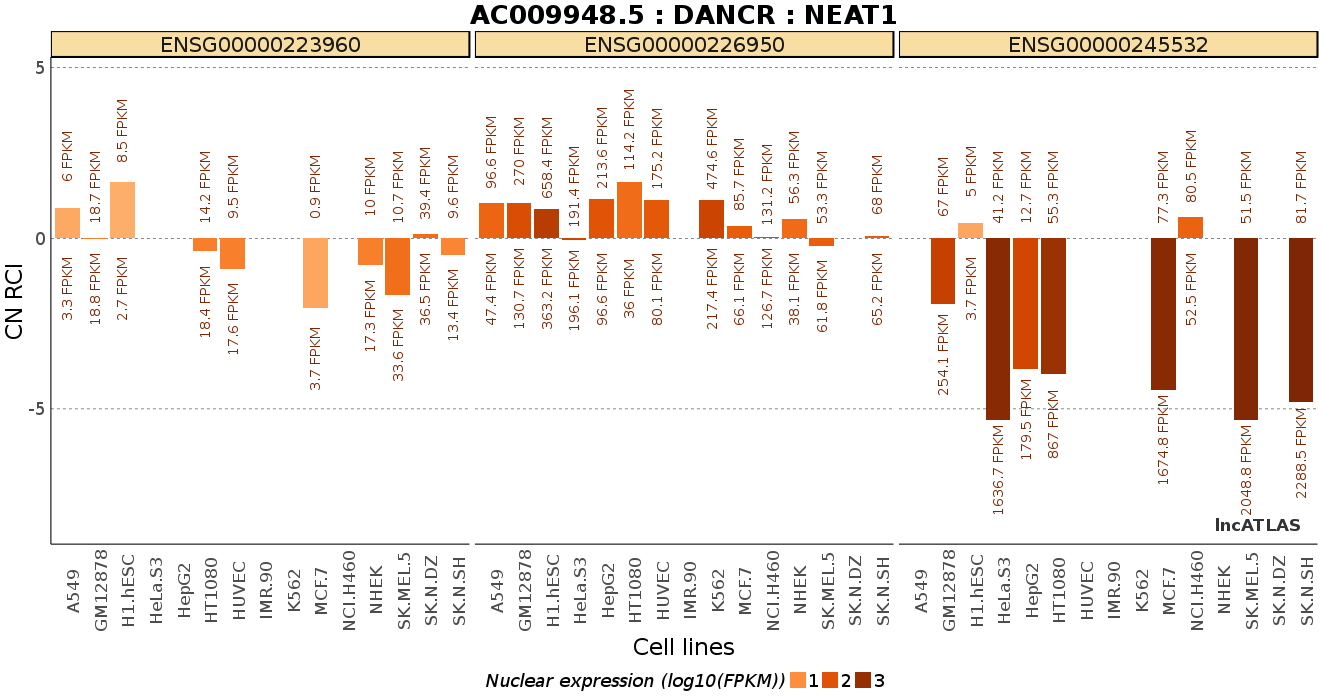 AC009948.5 : DANCR : NEAT1
ENSG00000223960 ENSG00000226950 ENSG00000245532
CN RCI
5
0
-5
6 FPKM 18.7 FPKM 8.5 FPKM 14.2 FPKM 9.5 FPKM 0.9 FPKM 10 FPKM 10.7 FPKM 39.4 FPKM 9.6 FPKM
3.3 FPKM 18.8 FPKM 2.7 FPKM 18.4 FPKM 17.6 FPKM 3.7 FPKM 17.3 FPKM 33.6 FPKM 36.5 FPKM 13.4 FPKM
96.6 FPKM 270 FPKM 658.4 FPKM 191.4 FPKM 213.6 FPKM 114.2 FPKM 175.2 FPKM 474.6 FPKM 85.7 FPKM 131.2 FPKM 56.3 FPKM 53.3 FPKM 68 FPKM
47.4 FPKM 130.7 FPKM 363.2 FPKM 196.1 FPKM 96.6 FPKM 36 FPKM 80.1 FPKM 217.4 FPKM 66.1 FPKM 126.7 FPKM 38.1 FPKM 61.8 FPKM 65.2 FPKM
67 FPKM 5 FPKM 41.2 FPKM 12.7 FPKM 55.3 FPKM 77.3 FPKM 80.5 FPKM 51.5 FPKM 81.7 FPKM
254.1 FPKM 3.7 FPKM 1636.7 FPKM 179.5 FPKM 867 FPKM 1674.8 FPKM 52.5 FPKM 2048.8 FPKM 2288.5 FPKM
lncATLAS
A549 GM12878 H1.hESC HeLa.S3 HepG2 HT1080 HUVEC IMR.90 K562 MCF.7 NCI.H460 NHEK SK.MEL.5 SK.N.DZ SK.N.SH
A549 GM12878 H1.hESC HeLa.S3 HepG2 HT1080 HUVEC IMR.90 K562 MCF.7 NCI.H460 NHEK SK.MEL.5 SK.N.DZ SK.N.SH
A549 GM12878 H1.hESC HeLa.S3 HepG2 HT1080 HUVEC IMR.90 K562 MCF.7 NCI.H460 NHEK SK.MEL.5 SK.N.DZ SK.N.SH
Cell lines
Nuclear expression (log10(FPKM)) 1 2 3